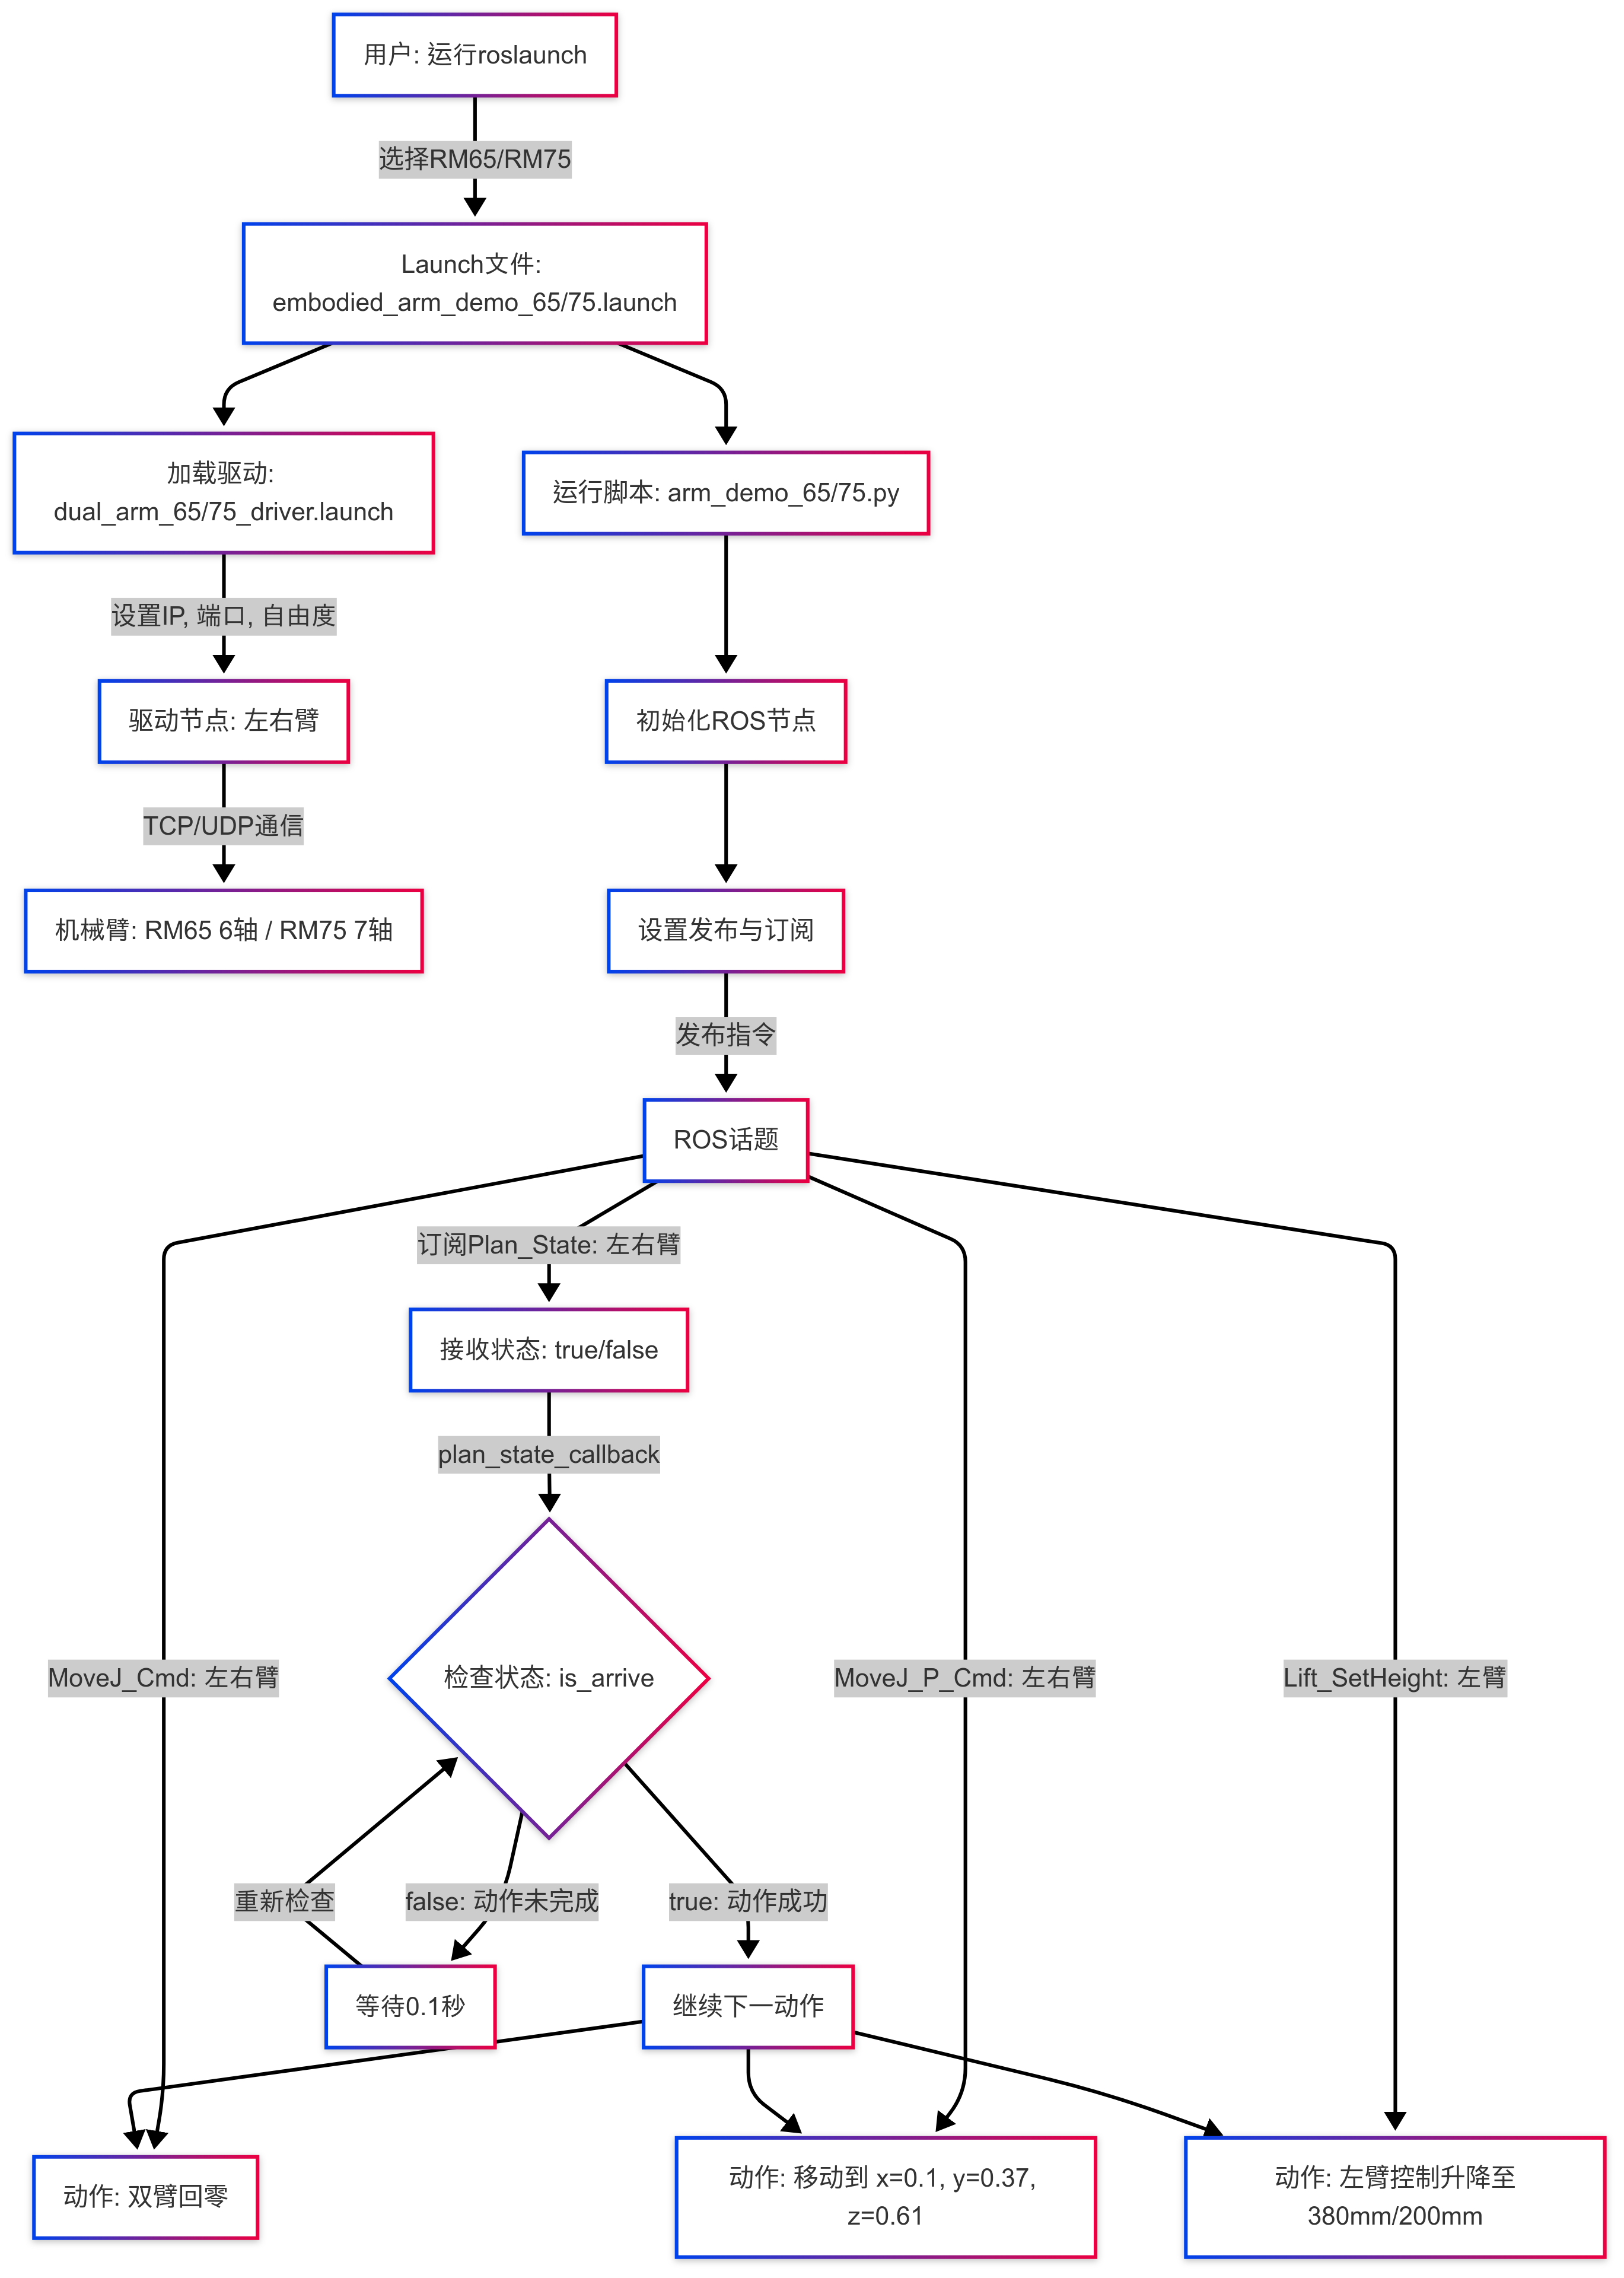 用户: 运行roslaunch
选择RM65/RM75
Launch文件:
embodied_arm_demo_65/75.launch
加载驱动:
dual_arm_65/75_driver.launch
运行脚本: arm_demo_65/75.py
设置IP, 端口, 自由度
驱动节点: 左右臂
初始化ROS节点
TCP/UDP通信
机械臂: RM65 6轴 / RM75 7轴
设置发布与订阅
发布指令
ROS话题
订阅Plan_State: 左右臂
接收状态: true/false
plan_state_callback
MoveJ_Cmd: 左右臂
检查状态: is_arrive
MoveJ_P_Cmd: 左右臂
Lift_SetHeight: 左臂
重新检查
false: 动作未完成
true: 动作成功
等待0.1秒
继续下一动作
动作: 双臂回零
动作: 移动到 x=0.1, y=0.37,
z=0.61
动作: 左臂控制升降至
380mm/200mm